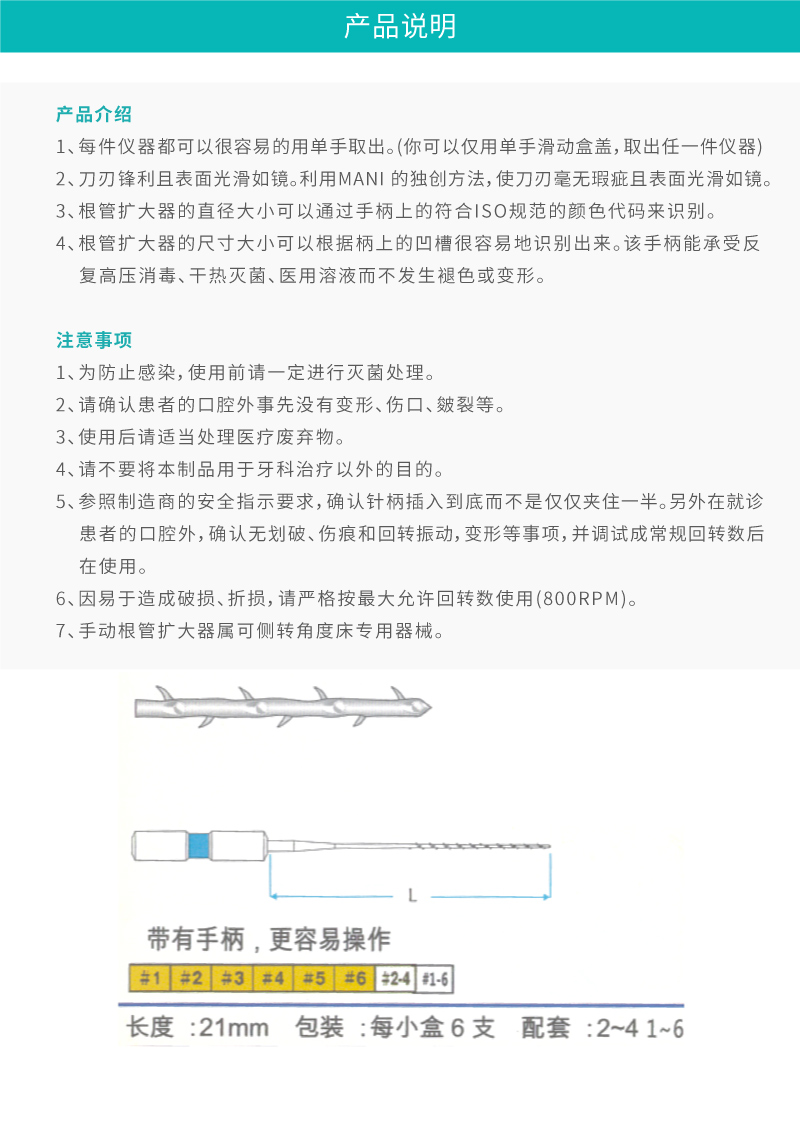 产品说明
产品介绍
1、每件仪器都可以很容易的用单手取出。(你可以仅用单手滑动盒盖，取出任一件仪器)
2、刀刃锋利且表面光滑如镜。利用MANI 的独创方法，使刀刃毫无瑕疵且表面光滑如镜。
3、根管扩大器的直径大小可以通过手柄上的符合ISO规范的颜色代码来识别。
4、根管扩大器的尺寸大小可以根据柄上的凹槽很容易地识别出来。该手柄能承受反
复高压消毒、干热灭菌、医用溶液而不发生褪色或变形。
注意事项
1、为防止感染，使用前请一定进行灭菌处理。
2、请确认患者的口腔外事先没有变形、伤口、皴裂等。
3、使用后请适当处理医疗废弃物。
4、请不要将本制品用于牙科治疗以外的目的。
5、参照制造商的安全指示要求，确认针柄插入到底而不是仅仅夹住一半。另外在就诊
患者的口腔外，确认无划破、伤痕和回转振动，变形等事项，并调试成常规回转数后
在使用。
6、因易于造成破损、折损，请严格按最大允许回转数使用(800RPM)。
7、手动根管扩大器属可侧转角度床专用器械。
L
带有手柄，更容易操作
#1 #2 #3 #4 #5 #6 #2-4 #1-6
长度 :21mm 包装 :每小盒 6 支 配套 :2~4 1~6